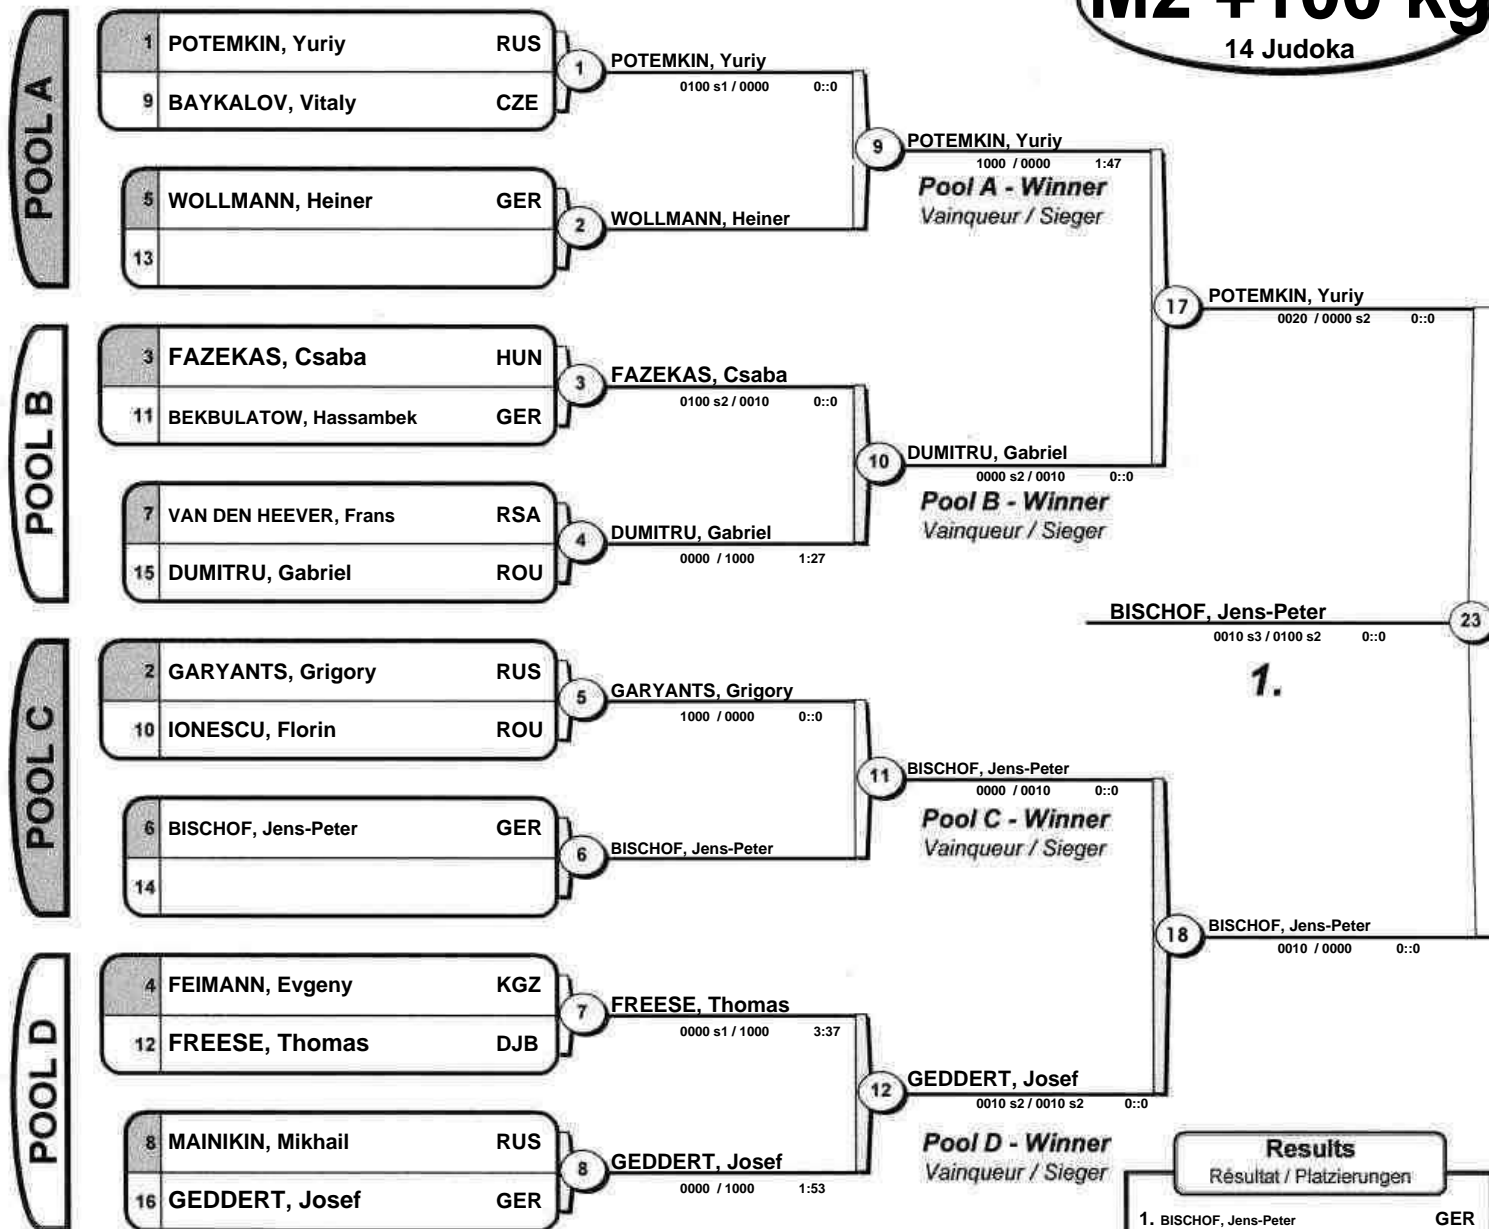 M2 +100 kg
14 Judoka
POOL A
1 POTEMKIN, Yuriy RUS
9 BAYKALOV, Vitaly CZE
1 POTEMKIN, Yuriy
0100 s1 / 0000 0::0
5 WOLLMANN, Heiner GER
13
2 WOLLMANN, Heiner
9 POTEMKIN, Yuriy
1000 / 0000 1:47
Pool A - Winner
Vainqueur / Sieger
POOL B
3 FAZEKAS, Csaba HUN
11 BEKBULATOW, Hassambek GER
3 FAZEKAS, Csaba
0100 s2 / 0010 0::0
7 VAN DEN HEEVER, Frans RSA
15 DUMITRU, Gabriel ROU
4 DUMITRU, Gabriel
0000 / 1000 1:27
10 DUMITRU, Gabriel
0000 s2 / 0010 0::0
Pool B - Winner
Vainqueur / Sieger
17 POTEMKIN, Yuriy
0020 / 0000 s2 0::0
BISCHOF, Jens-Peter 23
0010 s3 / 0100 s2 0::0
1.
POOL C
2 GARYANTS, Grigory RUS
10 IONESCU, Florin ROU
5 GARYANTS, Grigory
1000 / 0000 0::0
6 BISCHOF, Jens-Peter GER
14
6 BISCHOF, Jens-Peter
11 BISCHOF, Jens-Peter
0000 / 0010 0::0
Pool C - Winner
Vainqueur / Sieger
18 BISCHOF, Jens-Peter
0010 / 0000 0::0
POOL D
4 FEIMANN, Evgeny KGZ
12 FREESE, Thomas DJB
7 FREESE, Thomas
0000 s1 / 1000 3:37
8 MAINIKIN, Mikhail RUS
16 GEDDERT, Josef GER
8 GEDDERT, Josef
0000 / 1000 1:53
12 GEDDERT, Josef
0010 s2 / 0010 s2 0::0
Pool D - Winner
Vainqueur / Sieger
Results
Résultat / Platzierungen
1. BISCHOF, Jens-Peter GER